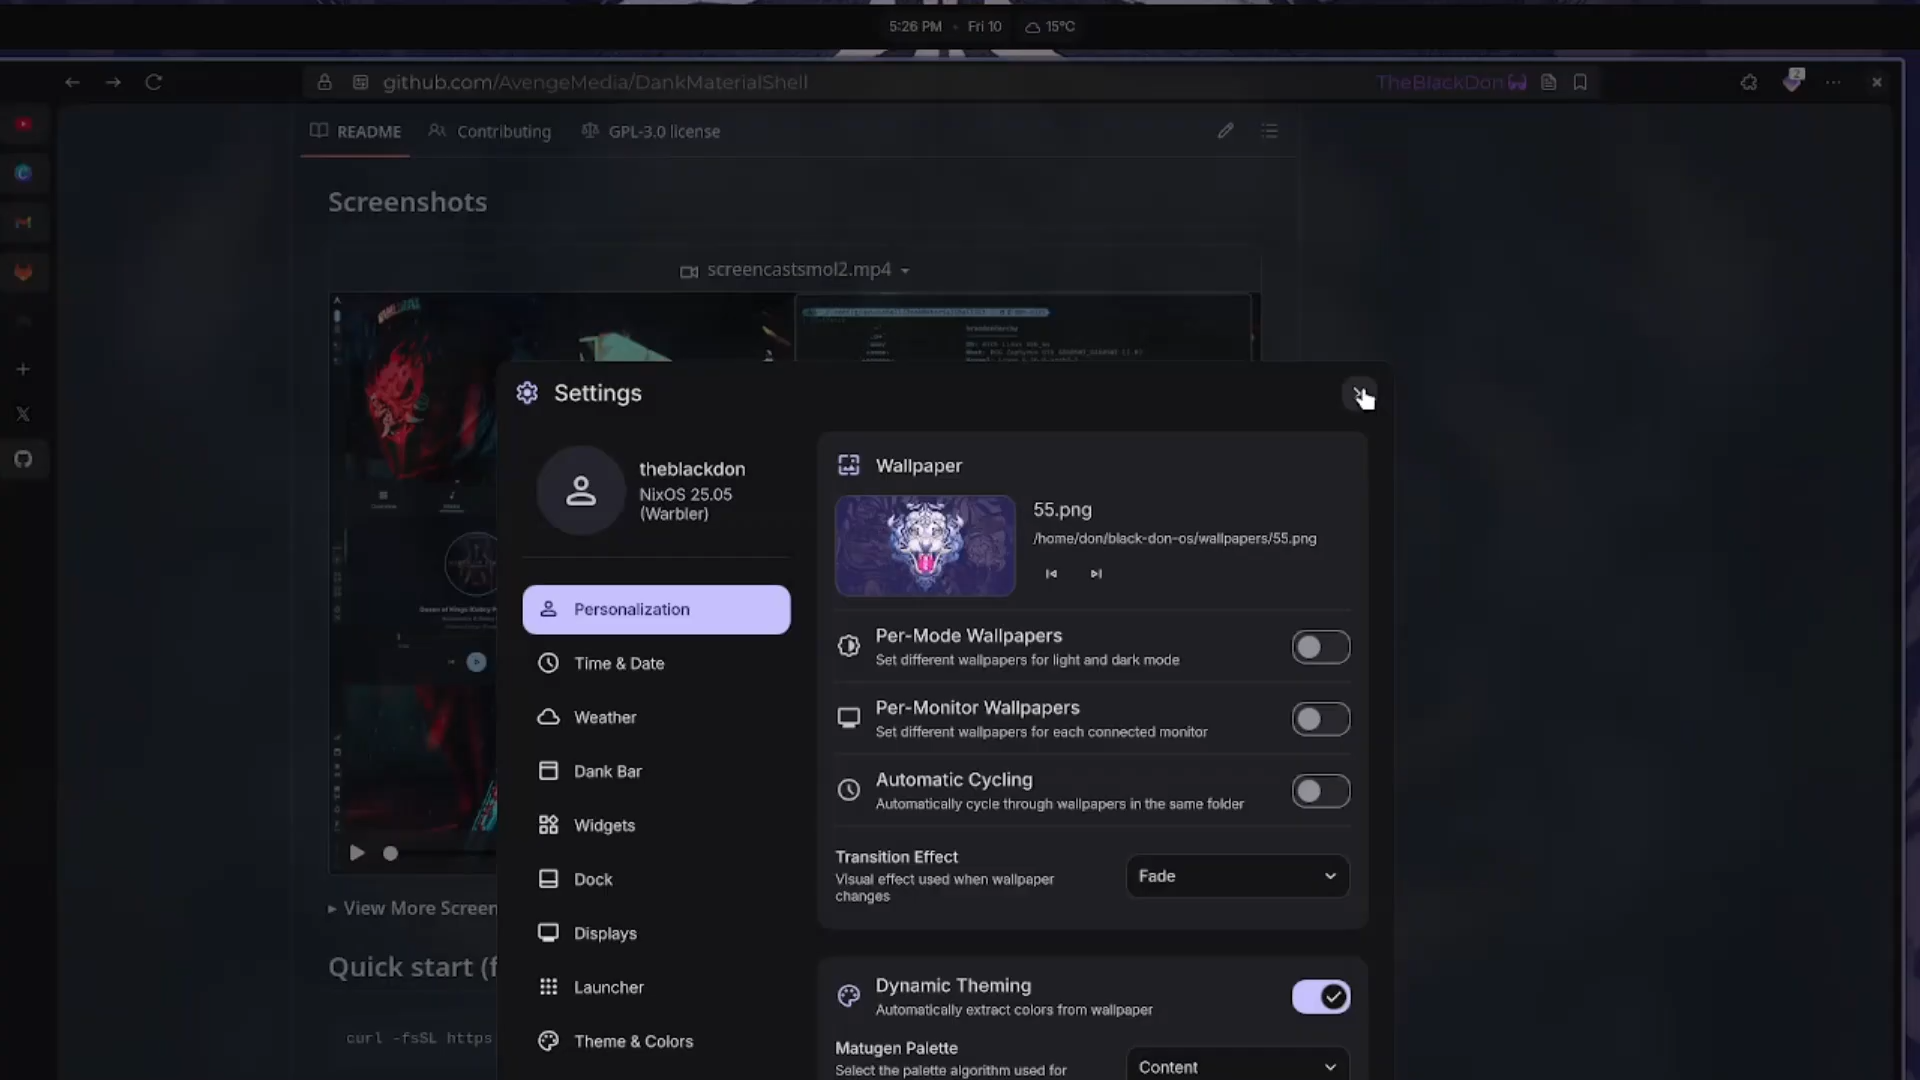 5:26 PM • Fri 10 15°C
github.com/AvengeMedia/DankMaterialShell
TheBlackDon
2
README
Contributing
GPL-3.0 license
Screenshots
screencastsmol2.mp4
Settings
theblackdon
NixOS 25.05
(Warbler)
Personalization
Time & Date
Weather
Dank Bar
Widgets
Dock
Displays
Launcher
Theme & Colors
Wallpaper
55.png
/home/don/black-don-os/wallpapers/55.png
Per-Mode Wallpapers
Set different wallpapers for light and dark mode
Per-Monitor Wallpapers
Set different wallpapers for each connected monitor
Automatic Cycling
Automatically cycle through wallpapers in the same folder
Transition Effect
Visual effect used when wallpaper
changes
Fade
Dynamic Theming
Automatically extract colors from wallpaper
Matugen Palette
Select the palette algorithm used for
Content
View More Screen
Quick start (f
curl -fsSL https